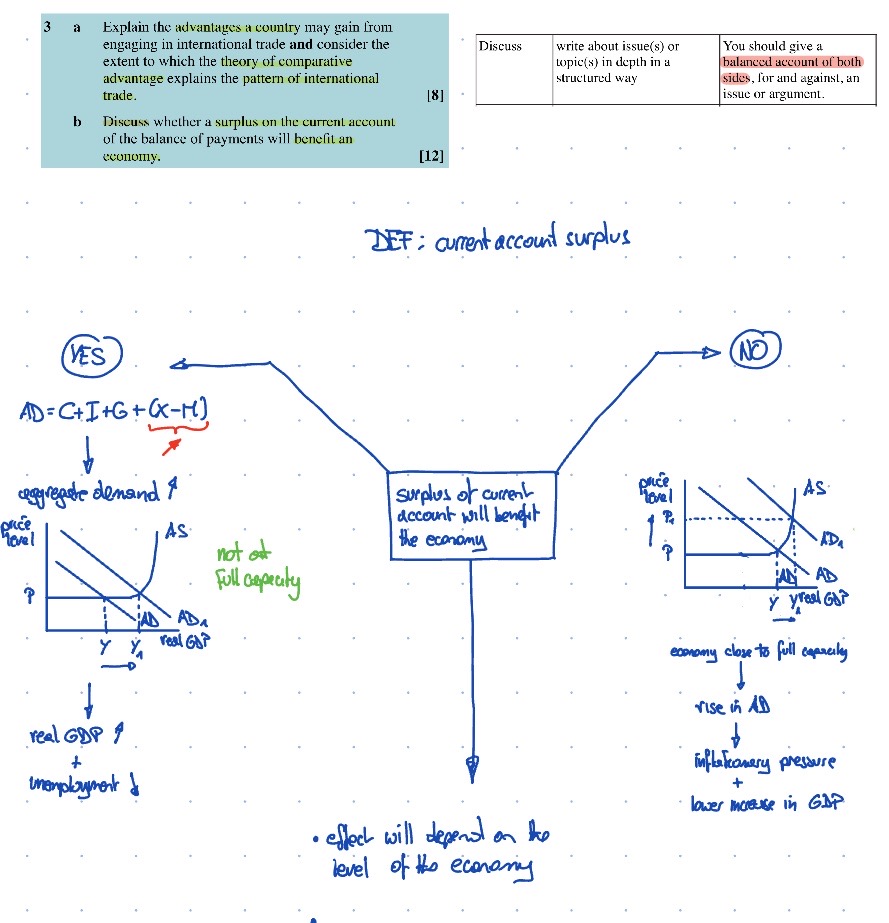 3 a Explain the advantages a country may gain from
engaging in international trade and consider the
extent to which the theory of comparative
advantage explains the pattern of international
trade. [8]
b Discuss whether a surplus on the current account
of the balance of payments will benefit an
economy. [12]
Discuss
write about issue(s) or
topic(s) in depth in a
structured way
You should give a
balanced account of both
sides, for and against, an
issue or argument.
DEF: current account surplus
YES
AD = C+I+G+(X-M)
aggregate demand ↑
price
level
AS
P
AD
AD₁
Y Y₁ real GDP
not at
full capacity
real GDP ↑
+
unemployment ↓
surplus of current
account will benefit
the economy
• effect will depend on the
level of the economy
NO
price
level
AS
P₁
P
AD₁
AD
AD
Y Y₁ real GDP
economy close to full capacity
rise in AD
inflationary pressure
+
lower increase in GDP